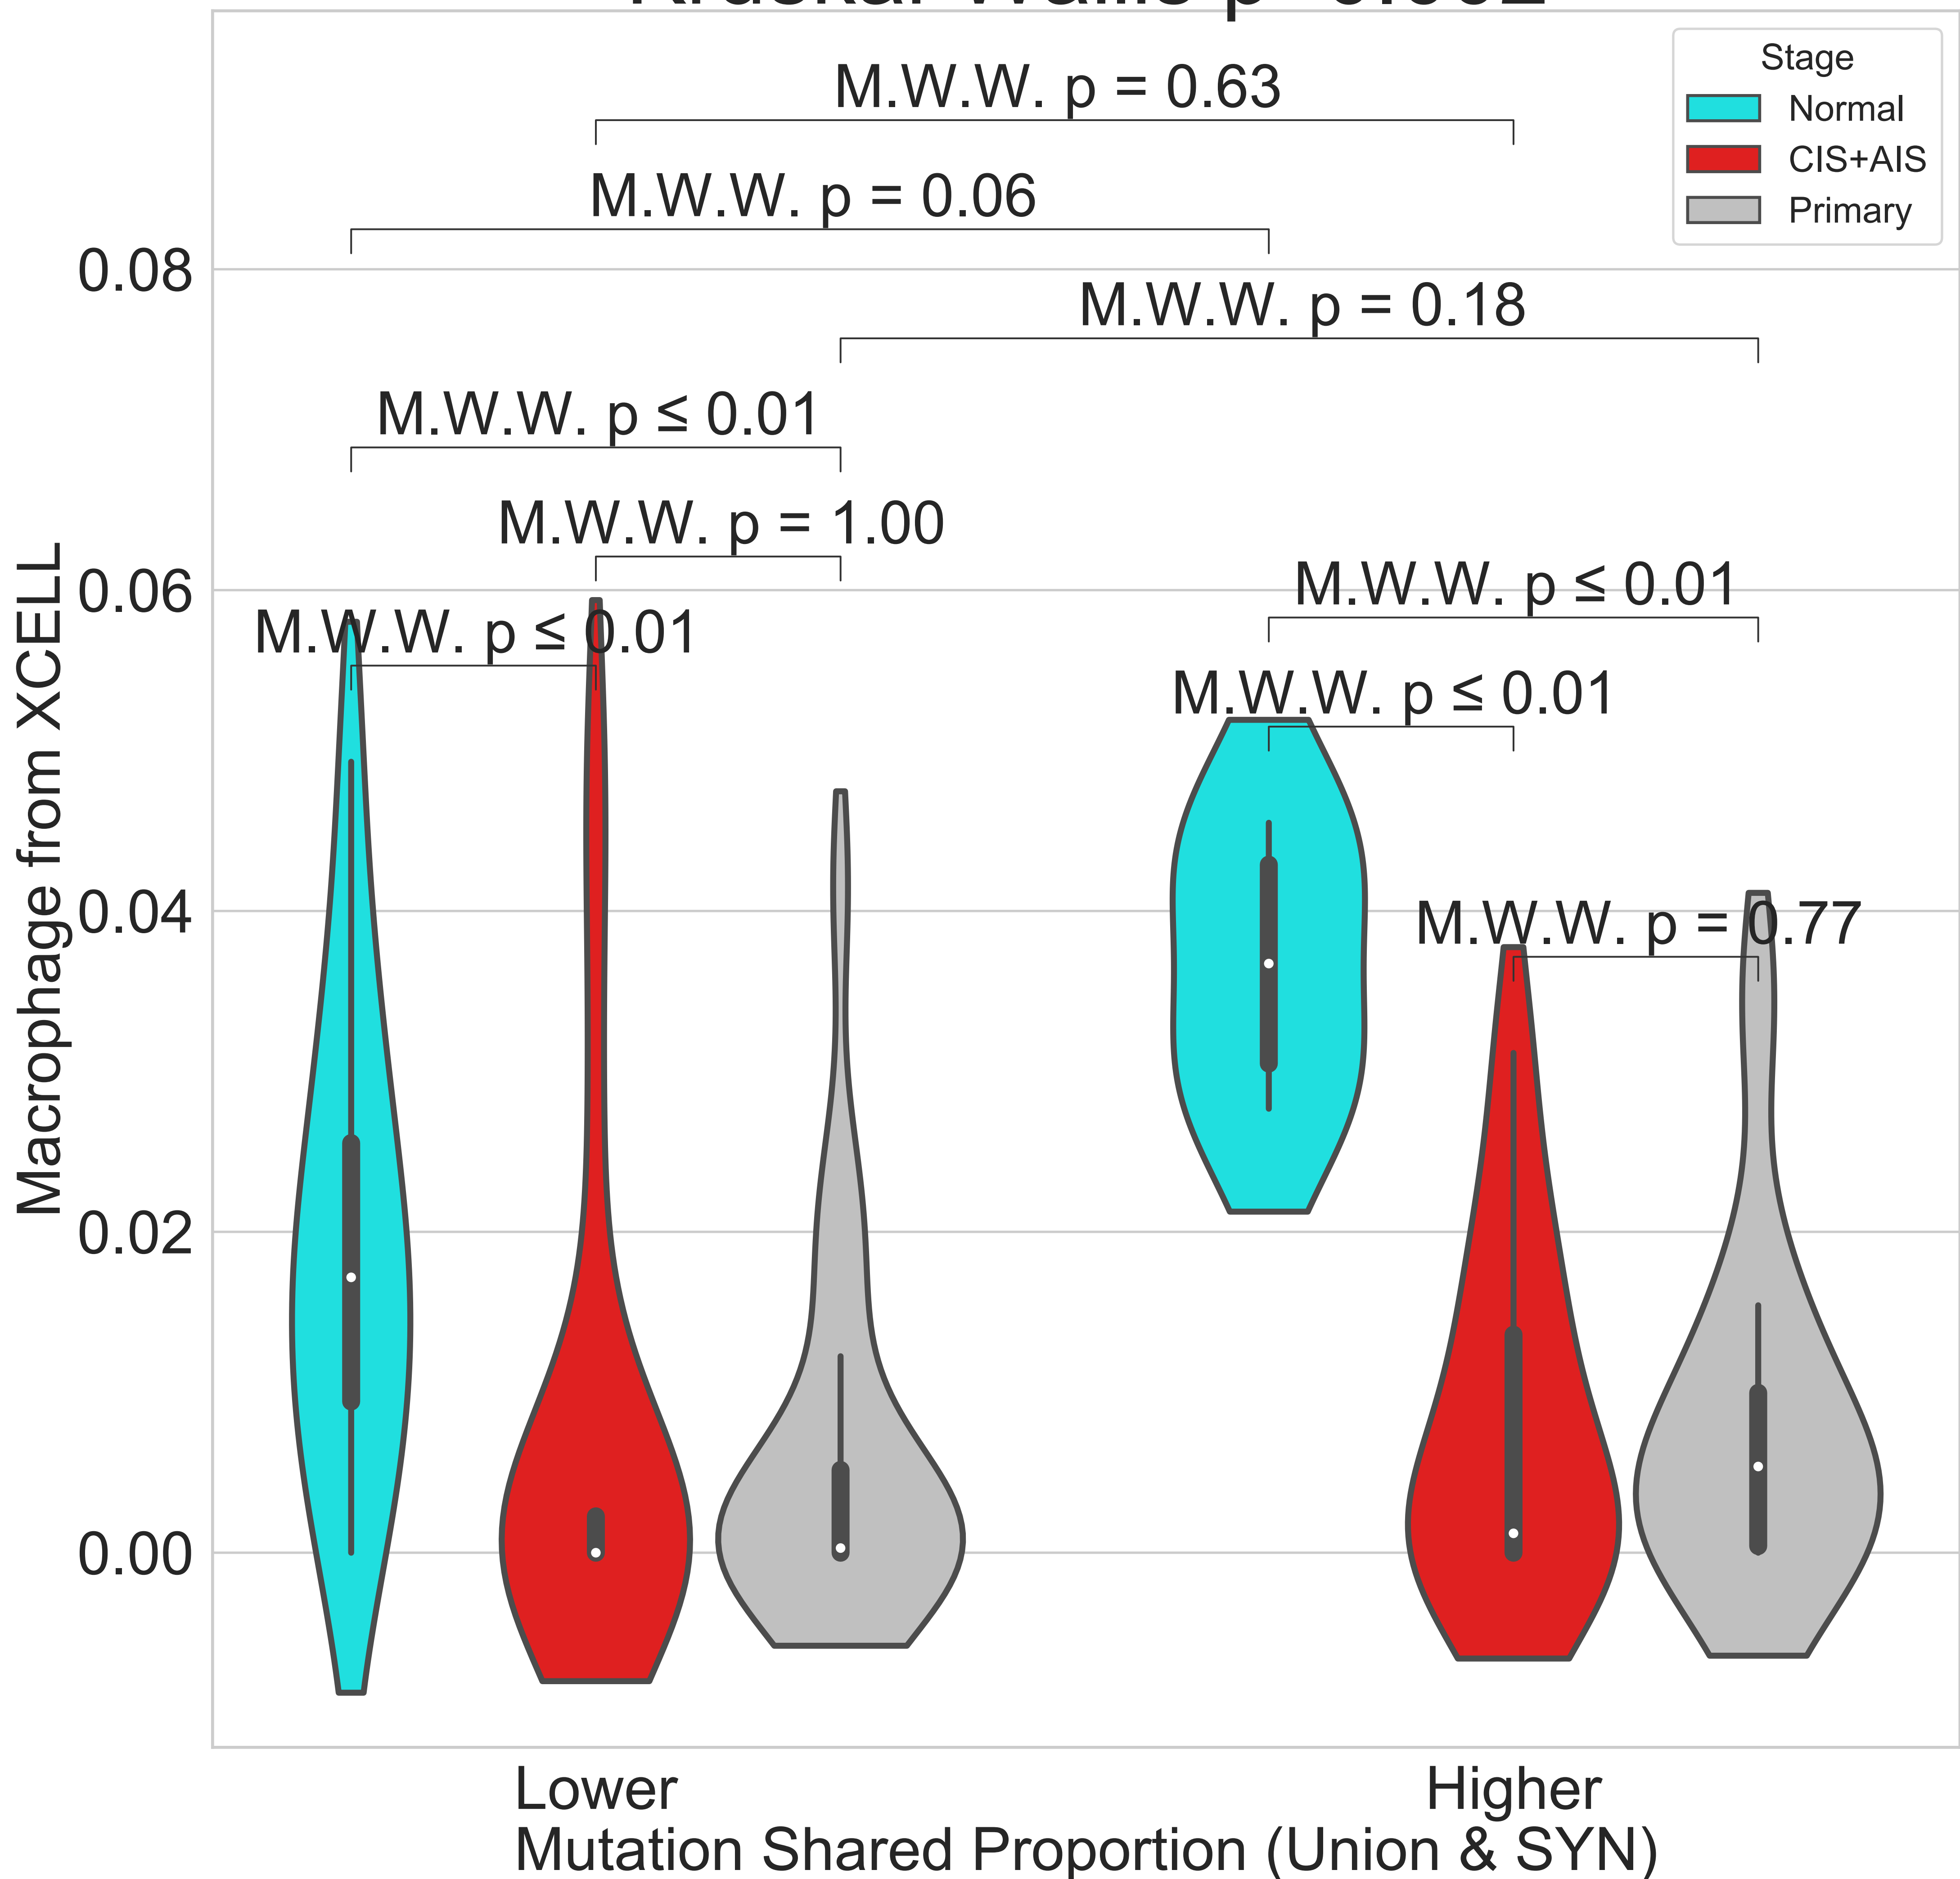 M.W.W. p = 0.63
M.W.W. p = 0.06
M.W.W. p = 0.18
M.W.W. p ≤ 0.01
M.W.W. p = 1.00
M.W.W. p ≤ 0.01
M.W.W. p ≤ 0.01
M.W.W. p ≤ 0.01
M.W.W. p = 0.77
Stage
Normal
CIS+AIS
Primary
Macrophage from XCELL
0.08
0.06
0.04
0.02
0.00
Lower
Higher
Mutation Shared Proportion (Union & SYN)